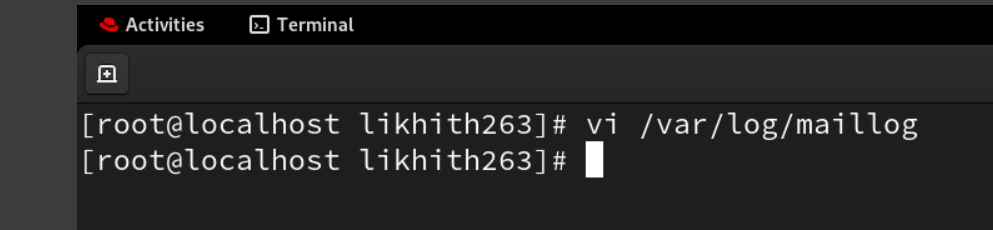 Activities Terminal
[root@localhost likhith263]# vi /var/log/maillog
[root@localhost likhith263]#